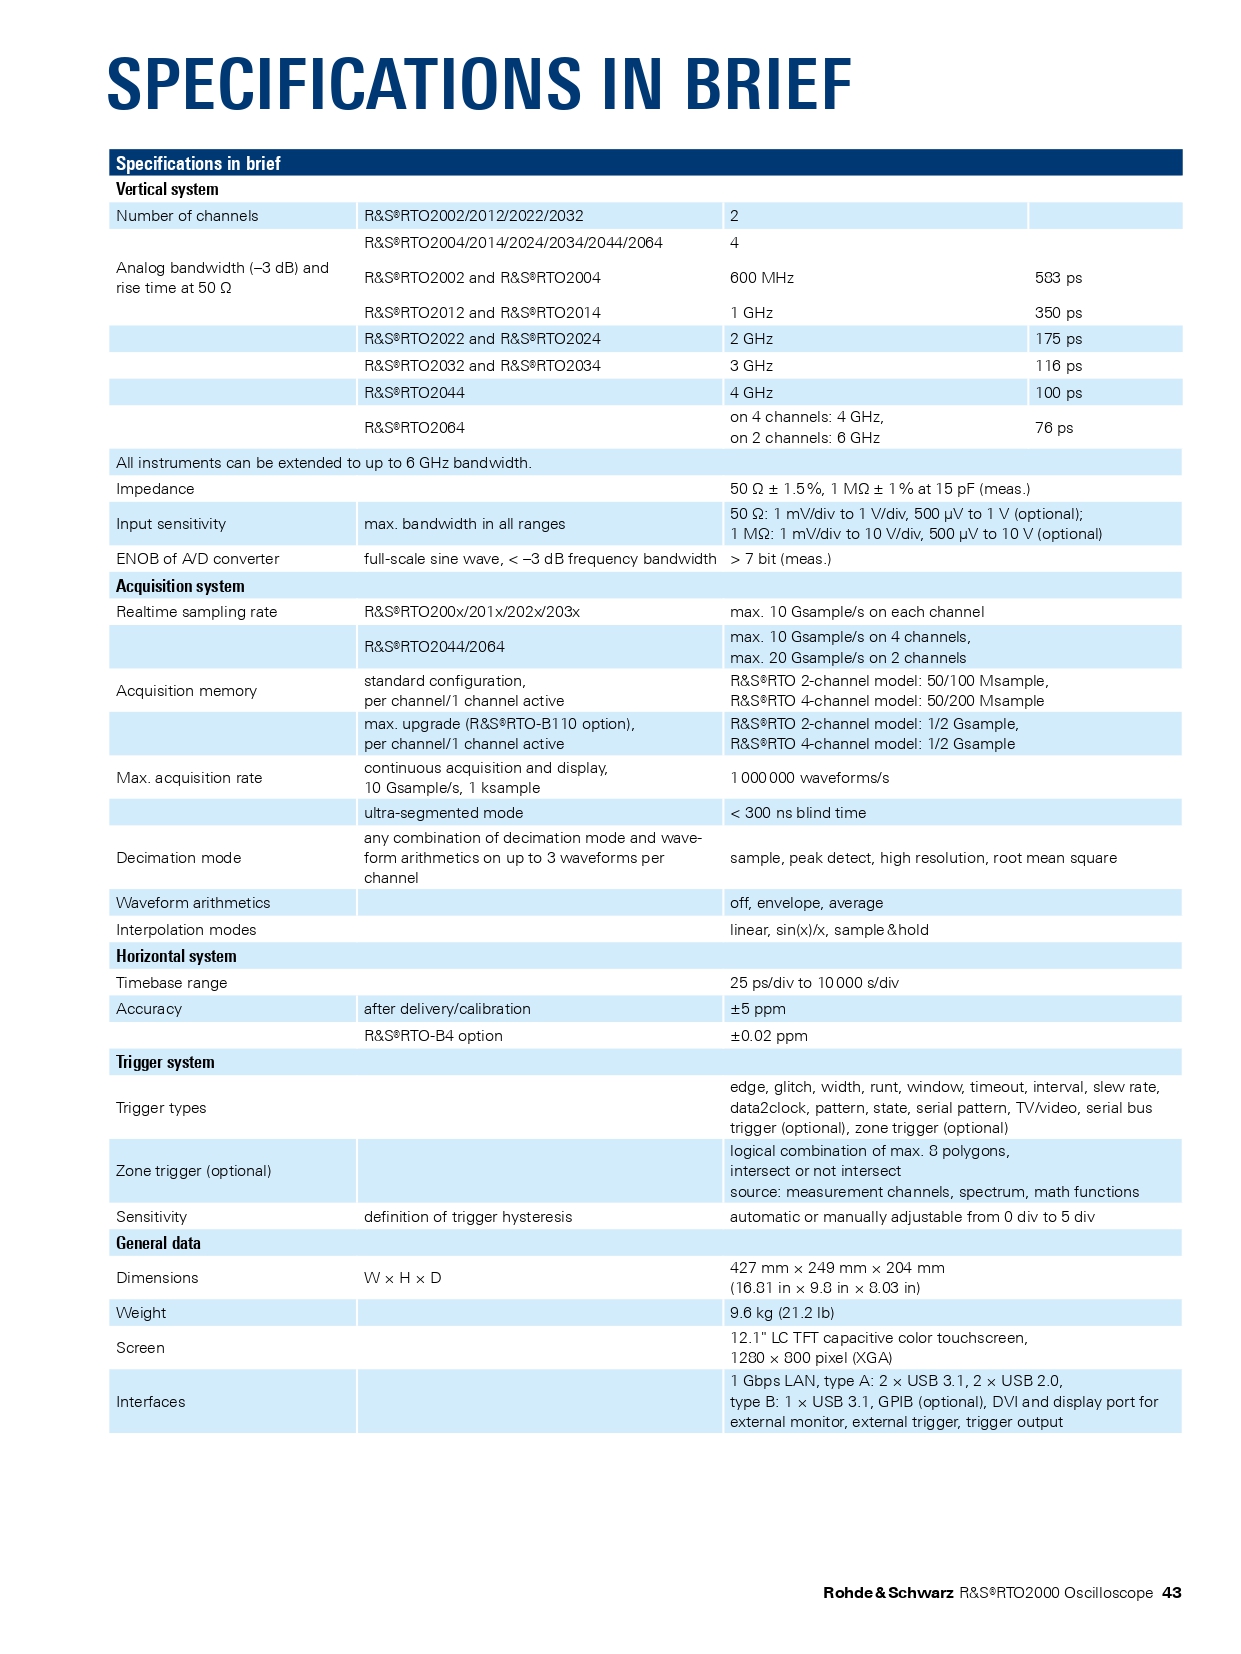 SPECIFICATIONS IN BRIEF
Specifications in brief
Vertical system
Number of channels R&S®RTO2002/2012/2022/2032 2
R&S®RTO2004/2014/2024/2034/2044/2064 4
Analog bandwidth (–3 dB) and
rise time at 50 Ω
R&S®RTO2002 and R&S®RTO2004 600 MHz 583 ps
R&S®RTO2012 and R&S®RTO2014 1 GHz 350 ps
R&S®RTO2022 and R&S®RTO2024 2 GHz 175 ps
R&S®RTO2032 and R&S®RTO2034 3 GHz 116 ps
R&S®RTO2044 4 GHz 100 ps
R&S®RTO2064
on 4 channels: 4 GHz,
on 2 channels: 6 GHz
76 ps
All instruments can be extended to up to 6 GHz bandwidth.
Impedance 50 Ω ± 1.5 %, 1 MΩ ± 1 % at 15 pF (meas.)
Input sensitivity max. bandwidth in all ranges
50 Ω: 1 mV/div to 1 V/div, 500 µV to 1 V (optional);
1 MΩ: 1 mV/div to 10 V/div, 500 µV to 10 V (optional)
ENOB of A/D converter full-scale sine wave, < –3 dB frequency bandwidth > 7 bit (meas.)
Acquisition system
Realtime sampling rate R&S®RTO200x/201x/202x/203x max. 10 Gsample/s on each channel
R&S®RTO2044/2064
max. 10 Gsample/s on 4 channels,
max. 20 Gsample/s on 2 channels
Acquisition memory
standard configuration,
per channel/1 channel active
R&S®RTO 2-channel model: 50/100 Msample,
R&S®RTO 4-channel model: 50/200 Msample
max. upgrade (R&S®RTO-B110 option),
per channel/1 channel active
R&S®RTO 2-channel model: 1/2 Gsample,
R&S®RTO 4-channel model: 1/2 Gsample
Max. acquisition rate
continuous acquisition and display,
10 Gsample/s, 1 ksample
1 000 000 waveforms/s
ultra-segmented mode < 300 ns blind time
Decimation mode
any combination of decimation mode and wave-
form arithmetics on up to 3 waveforms per
channel
sample, peak detect, high resolution, root mean square
Waveform arithmetics off, envelope, average
Interpolation modes linear, sin(x)/x, sample & hold
Horizontal system
Timebase range 25 ps/div to 10 000 s/div
Accuracy after delivery/calibration ±5 ppm
R&S®RTO-B4 option ±0.02 ppm
Trigger system
Trigger types
edge, glitch, width, runt, window, timeout, interval, slew rate,
data2clock, pattern, state, serial pattern, TV/video, serial bus
trigger (optional), zone trigger (optional)
Zone trigger (optional)
logical combination of max. 8 polygons,
intersect or not intersect
source: measurement channels, spectrum, math functions
Sensitivity definition of trigger hysteresis automatic or manually adjustable from 0 div to 5 div
General data
Dimensions W × H × D
427 mm × 249 mm × 204 mm
(16.81 in × 9.8 in × 8.03 in)
Weight 9.6 kg (21.2 lb)
Screen
12.1" LC TFT capacitive color touchscreen,
1280 × 800 pixel (XGA)
Interfaces
1 Gbps LAN, type A: 2 × USB 3.1, 2 × USB 2.0,
type B: 1 × USB 3.1, GPIB (optional), DVI and display port for
external monitor, external trigger, trigger output
Rohde & Schwarz R&S®RTO2000 Oscilloscope 43